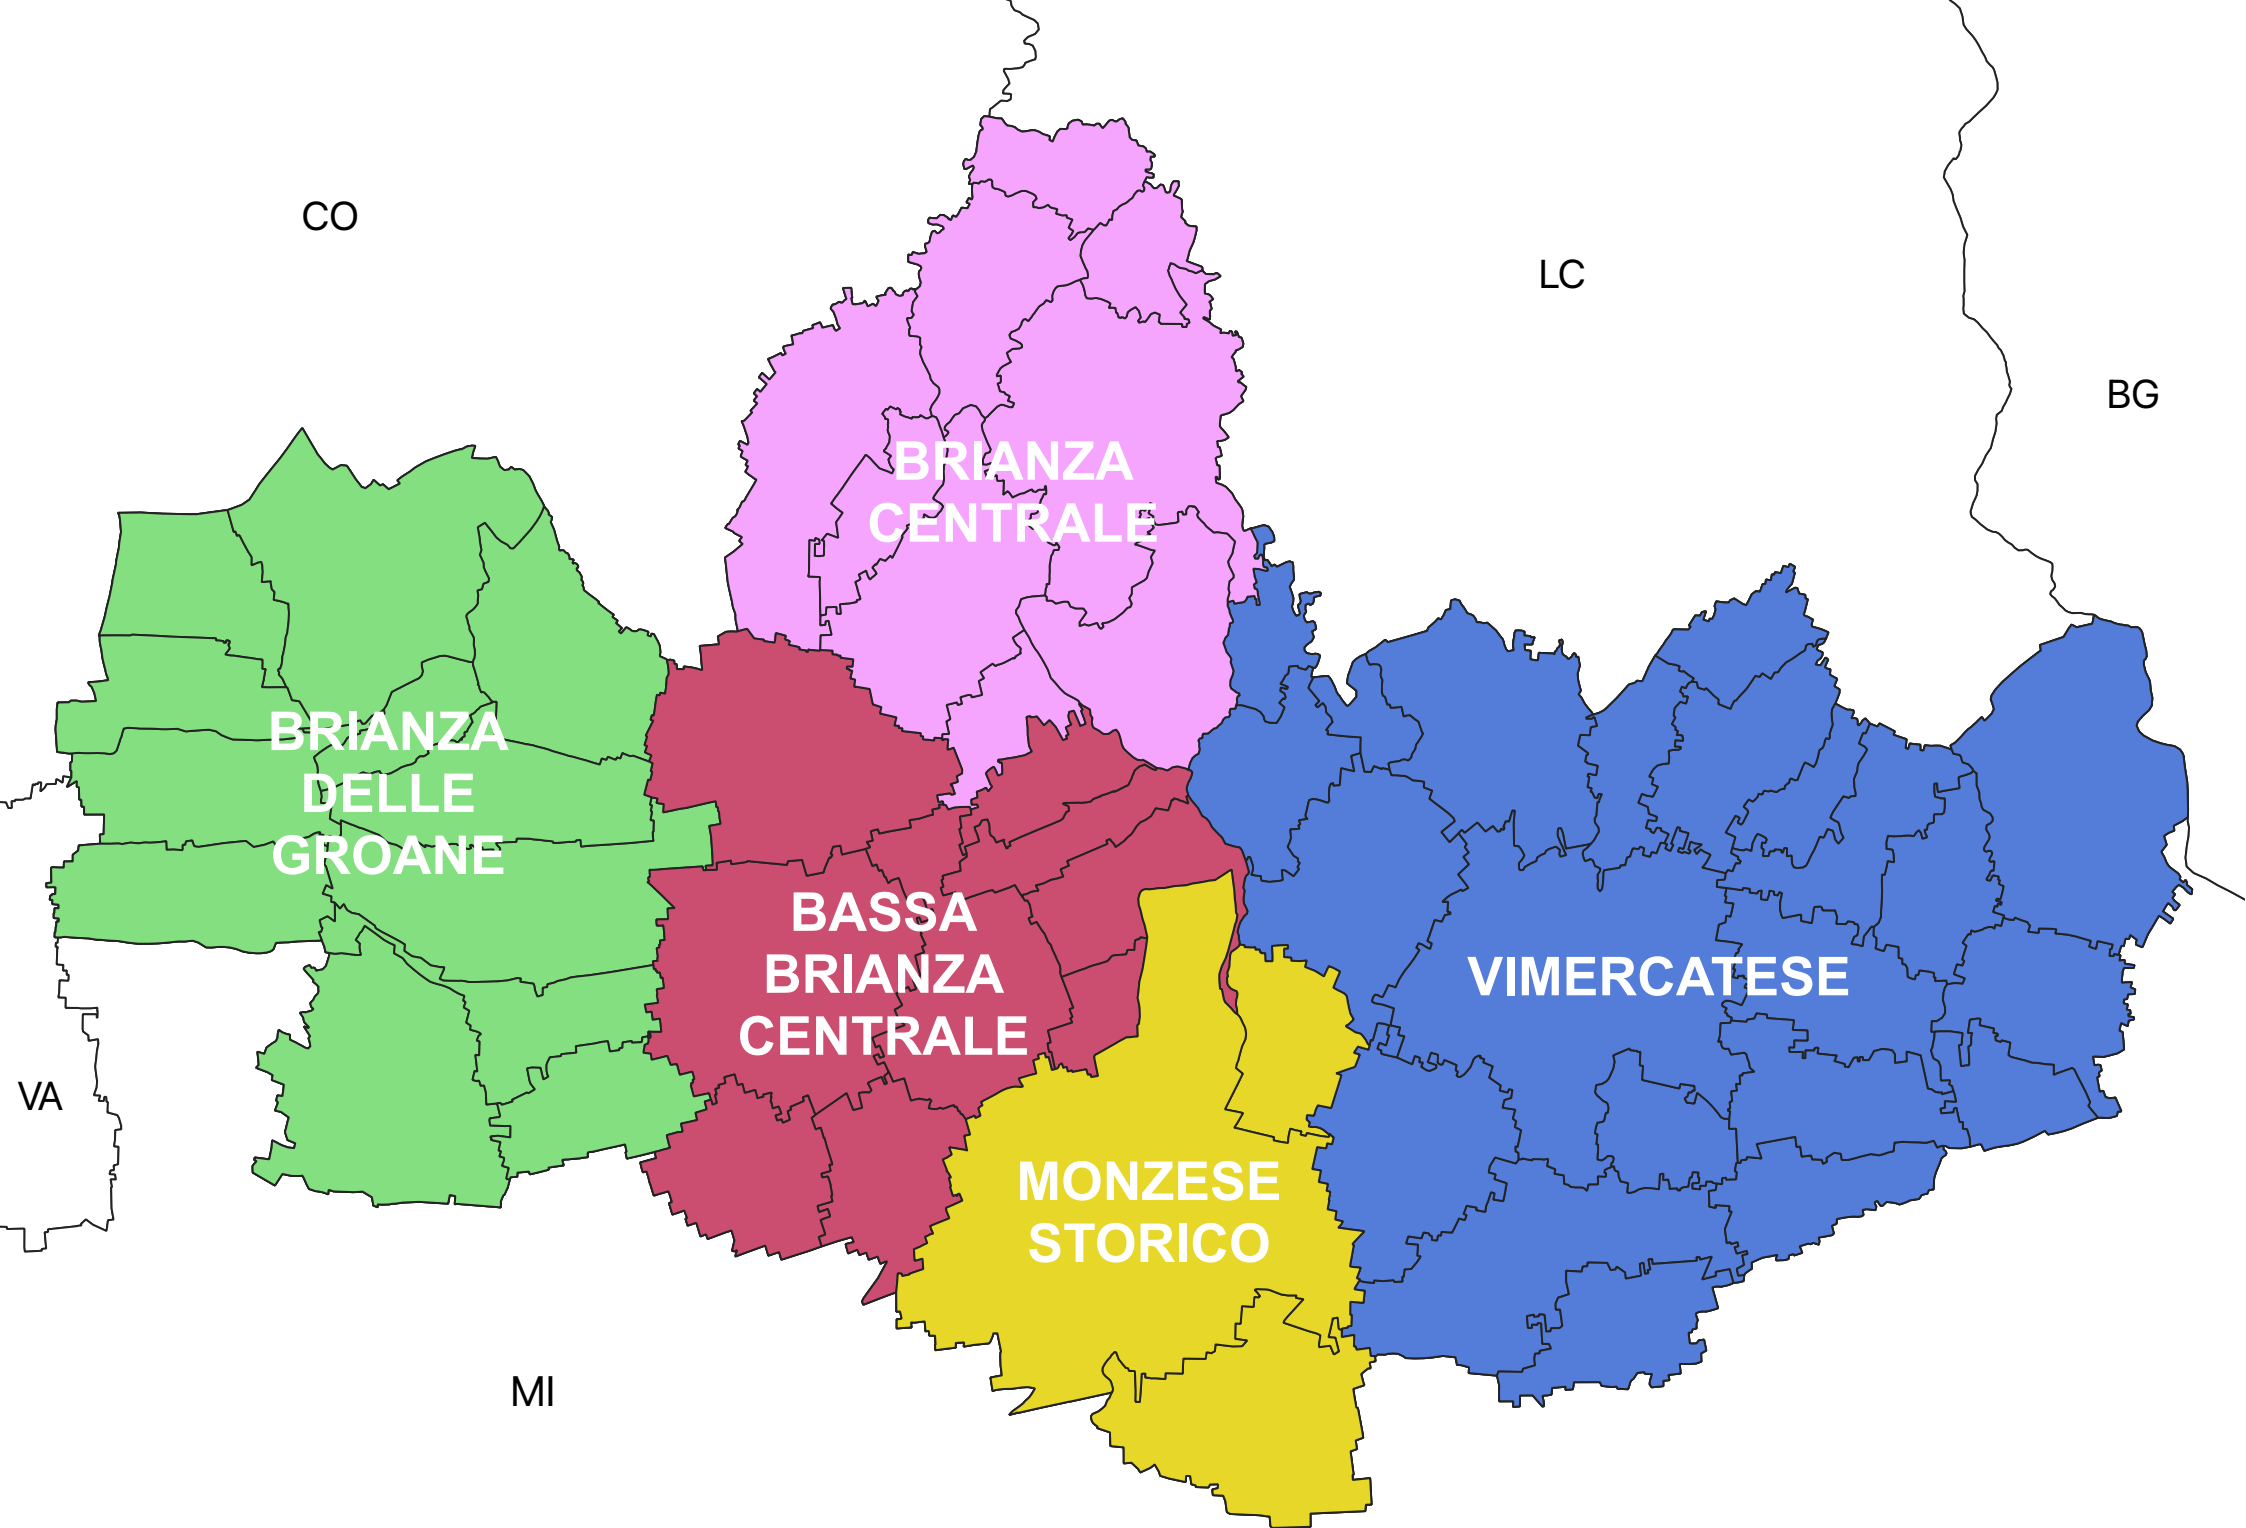 CO
LC
BG
BRIANZA
CENTRALE
BRIANZA
DELLE
GROANE
BASSA
BRIANZA
CENTRALE
VIMERCATESE
VA
MONZESE
STORICO
MI